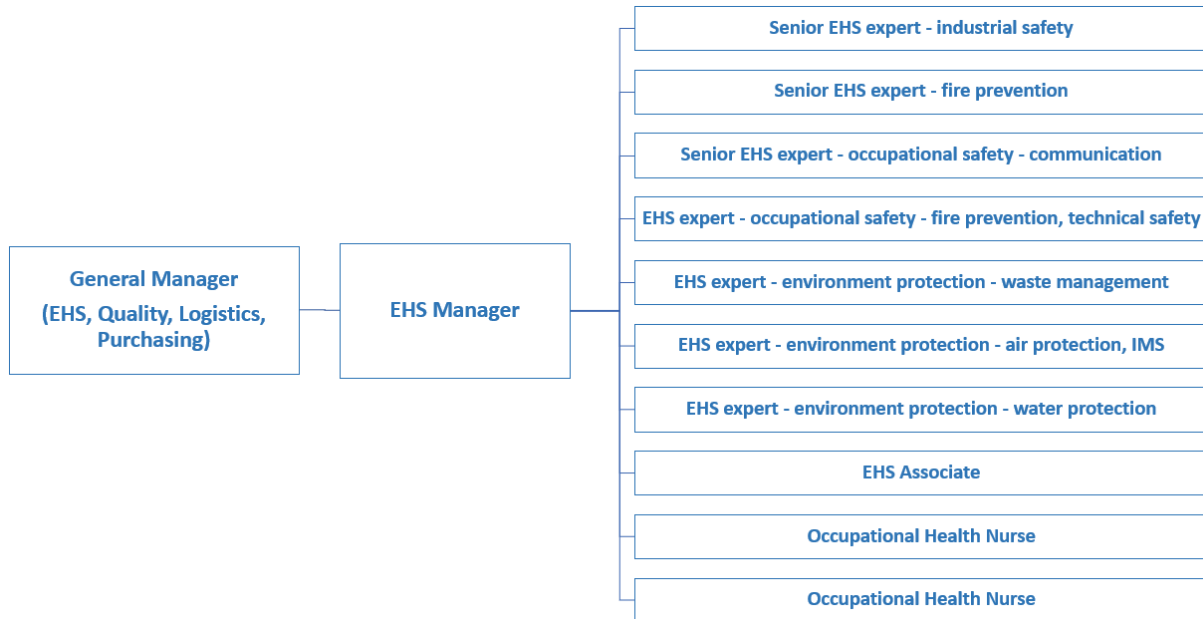 General Manager
(EHS, Quality, Logistics,
Purchasing)
EHS Manager
Senior EHS expert - industrial safety
Senior EHS expert - fire prevention
Senior EHS expert - occupational safety - communication
EHS expert - occupational safety - fire prevention, technical safety
EHS expert - environment protection - waste management
EHS expert - environment protection - air protection, IMS
EHS expert - environment protection - water protection
EHS Associate
Occupational Health Nurse
Occupational Health Nurse